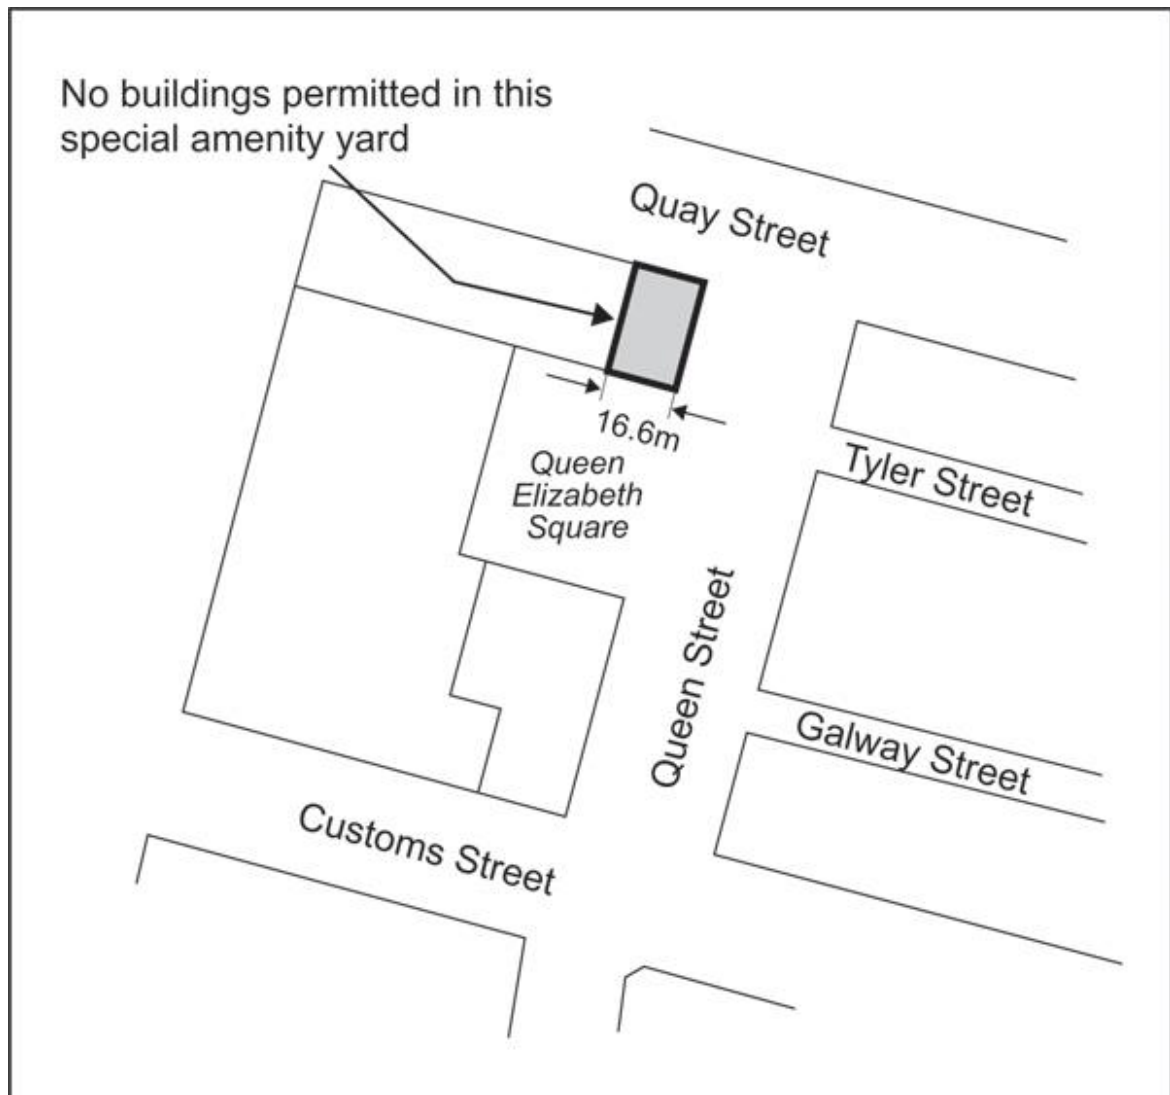 No buildings permitted in this
special amenity yard
Quay Street
16.6m
Tyler Street
Queen
Elizabeth
Square
Queen Street
Galway Street
Customs Street